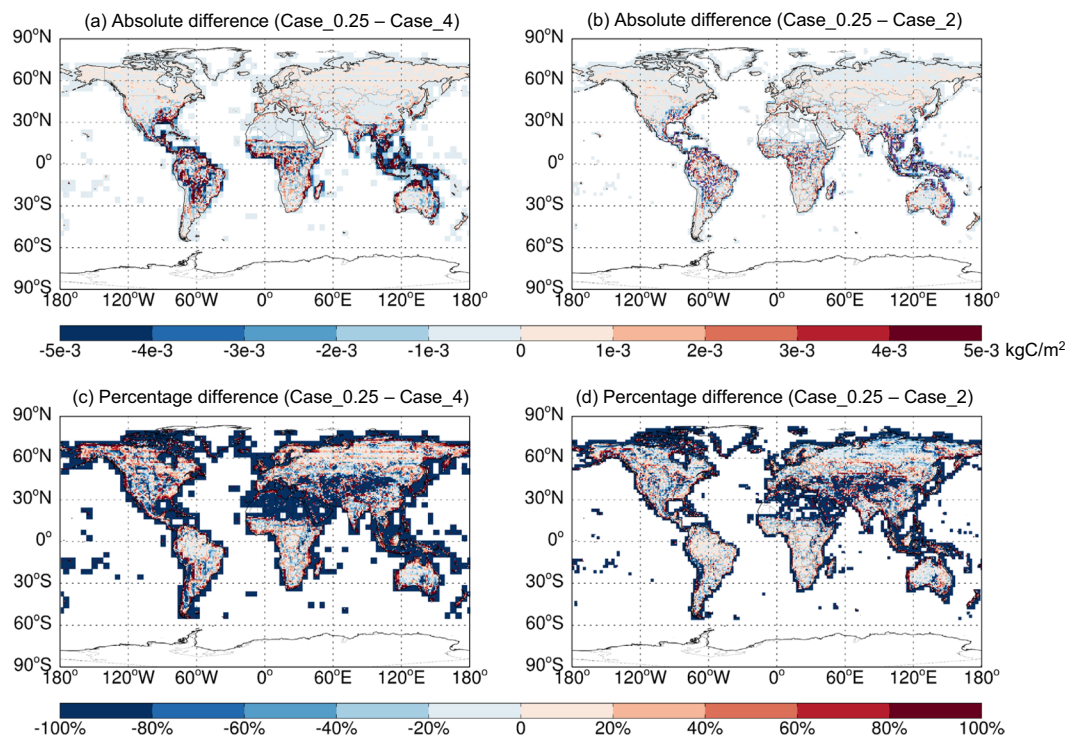 (a) Absolute difference (Case_0.25 – Case_4)
(b) Absolute difference (Case_0.25 – Case_2)
90°N 90°N
60°N 60°N
30°N 30°N
0° 0°
30°S 30°S
60°S 60°S
90°S 90°S
180° 120°W 60°W 0° 60°E 120°E 180° 180° 120°W 60°W 0° 60°E 120°E 180°
-5e-3 -4e-3 -3e-3 -2e-3 -1e-3 0 1e-3 2e-3 3e-3 4e-3 5e-3 kgC/m²
(c) Percentage difference (Case_0.25 – Case_4)
(d) Percentage difference (Case_0.25 – Case_2)
90°N 90°N
60°N 60°N
30°N 30°N
0° 0°
30°S 30°S
60°S 60°S
90°S 90°S
180° 120°W 60°W 0° 60°E 120°E 180° 180° 120°W 60°W 0° 60°E 120°E 180°
-100% -80% -60% -40% -20% 0 20% 40% 60% 80% 100%